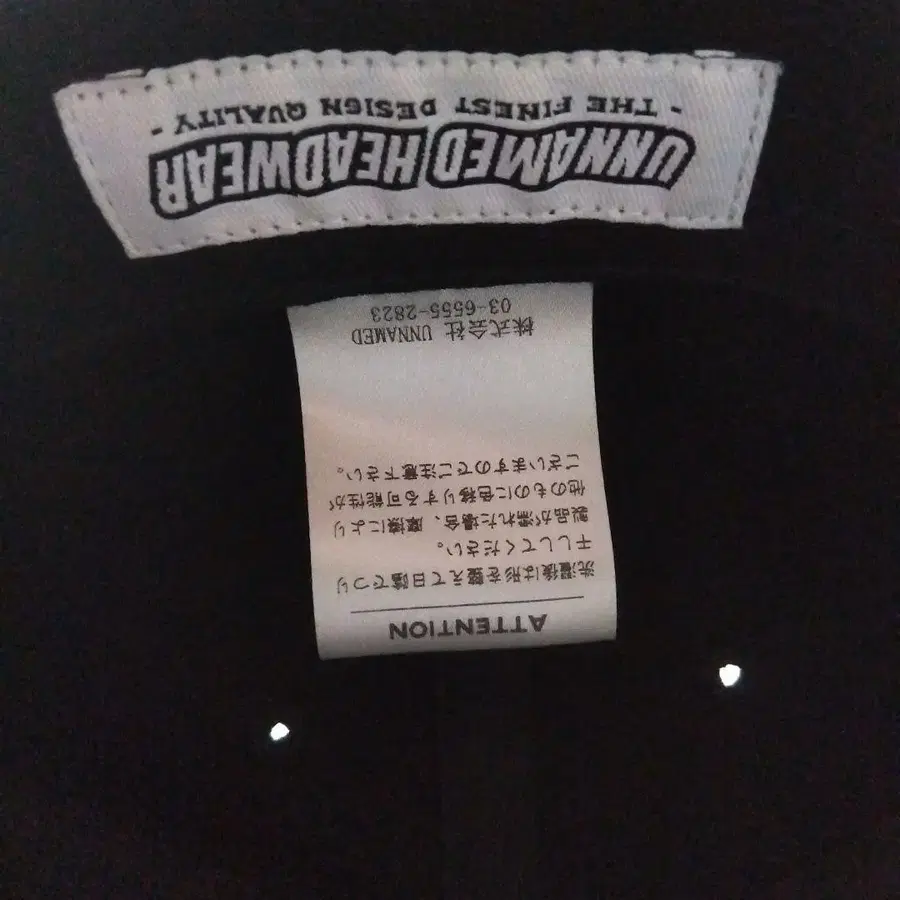 UNNAMED HEADWEAR
- THE FINEST DESIGN QUALITY -
ATTENTION
洗濯後は形を整えて日陰でつり
干ししてください。
製品が濡れた場合、摩擦により
他のものに色移りする可能性が
ございますのでご注意下さい。
株式会社 UNNAMED
03-6555-2823